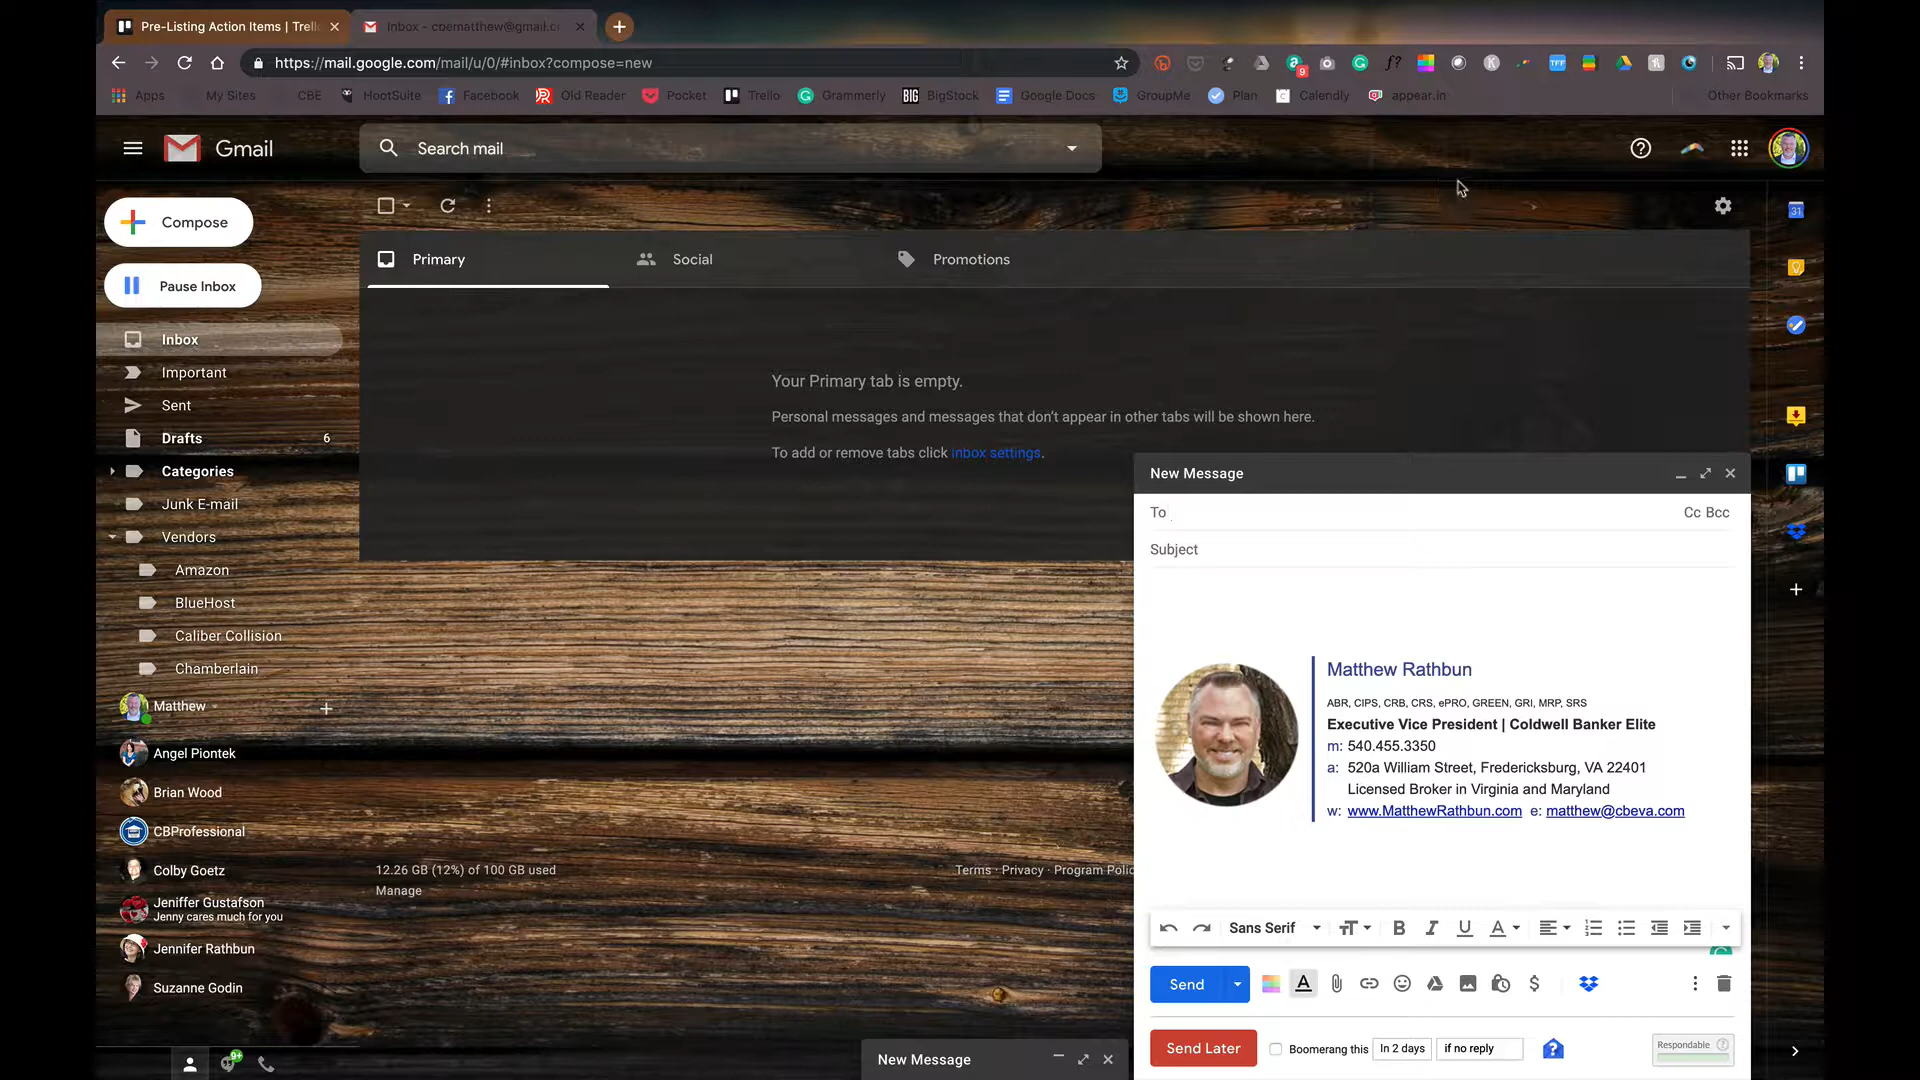 Pre-Listing Action Items | Trell
Inbox - cbematthew@gmail.c
https://mail.google.com/mail/u/0/#inbox?compose=new
Apps
My Sites
CBE
HootSuite
Facebook
Old Reader
Pocket
Trello
Grammerly
BIG
BigStock
Google Docs
GroupMe
Plan
Calendly
appear.in
Other Bookmarks
9
f?
TFF
Gmail
Search mail
Compose
Pause Inbox
Primary
Social
Promotions
31
Inbox
Important
Sent
Drafts
6
Categories
Junk E-mail
Vendors
Amazon
BlueHost
Caliber Collision
Chamberlain
Your Primary tab is empty.
Personal messages and messages that don't appear in other tabs will be shown here.
To add or remove tabs click inbox settings.
Matthew
Angel Piontek
Brian Wood
CBProfessional
Colby Goetz
Jeniffer Gustafson
Jenny cares much for you
Jennifer Rathbun
Suzanne Godin
9+
12.26 GB (12%) of 100 GB used
Manage
Terms · Privacy · Program Polic
New Message
To
Cc Bcc
Subject
Matthew Rathbun
ABR, CIPS, CRB, CRS, ePRO, GREEN, GRI, MRP, SRS
Executive Vice President | Coldwell Banker Elite
m: 540.455.3350
a: 520a William Street, Fredericksburg, VA 22401
Licensed Broker in Virginia and Maryland
w: www.MatthewRathbun.com e: matthew@cbeva.com
Sans Serif
Send
Send Later
Boomerang this
In 2 days
if no reply
Respondable
New Message